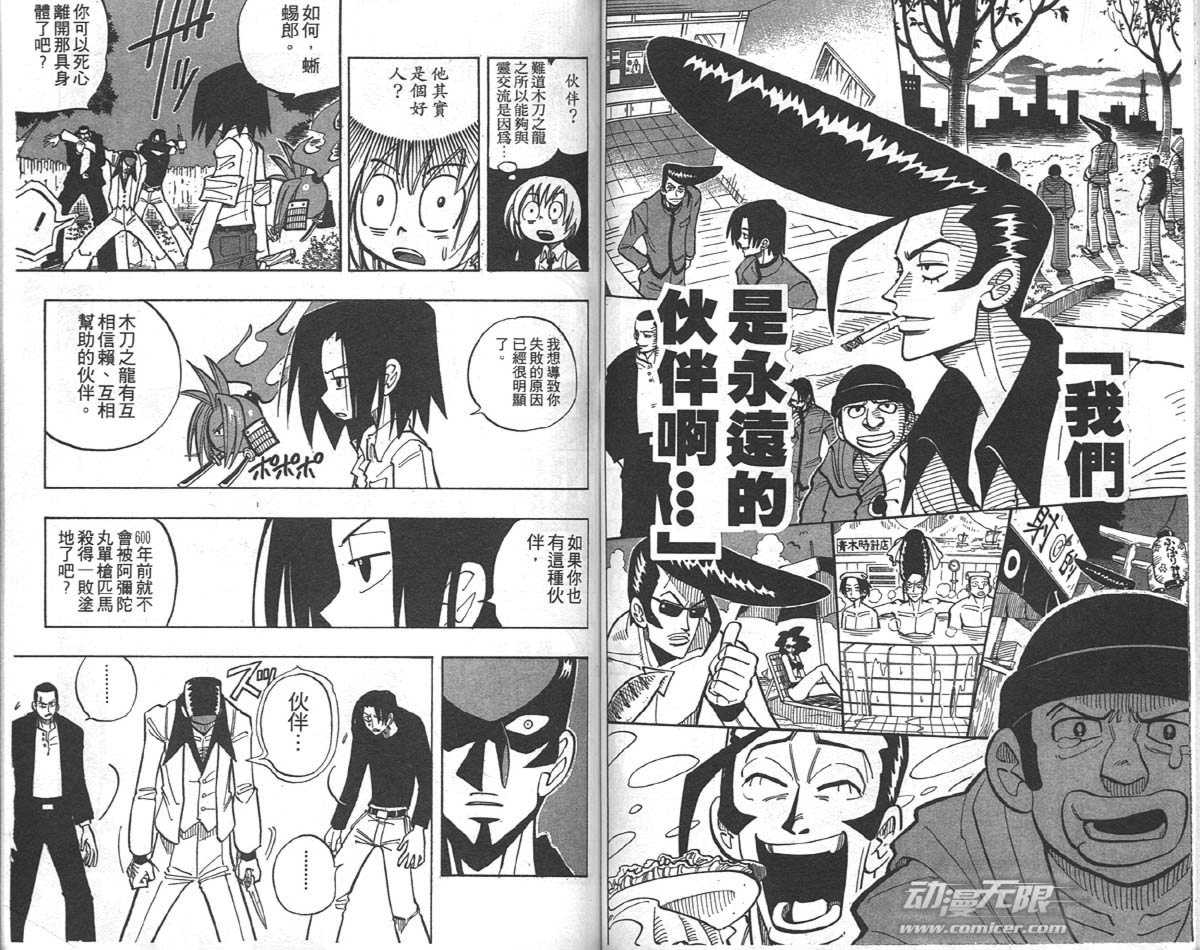 「我們
是永遠的
伙伴啊…」
青木時計店
伙伴？
難道木刀之龍
之所以能夠與
靈交流是因爲…
他其實
是個好
人？
如何，蜥
蜴郎。
你可以死心
離開那具身
體了吧？
我想導致你
失敗的原因
已經很明顯
了。
木刀之龍有互
相信賴、互相
幫助的伙伴。
ポポポ
如果你也
有這種伙
伴，
600年前就不
會被阿彌陀
丸單槍匹馬
殺得一敗塗
地了吧？
伙伴…
……
……
动漫无限
www.comicer.com